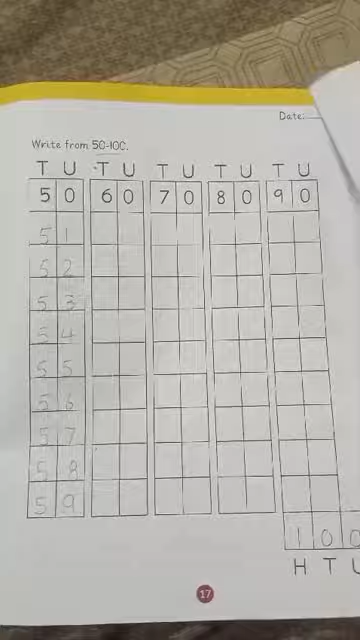 Date:
Write from 50-100.
T U T U T U T U T U
5 0 6 0 7 0 8 0 9 0
5 1
5 2
5 3
5 4
5 5
5 6
5 7
5 8
5 9
1 0 0
H T U
17